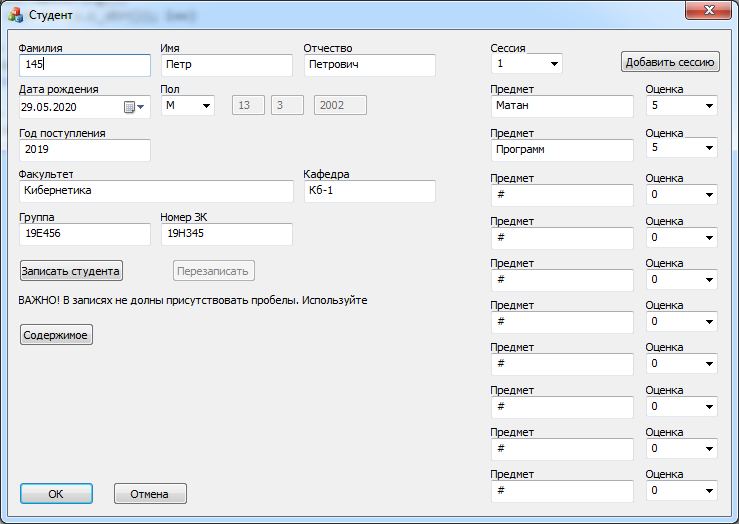 Студент
Фамилия Имя Отчество
145 Петр Петрович
Дата рождения Пол
29.05.2020 М 13 3 2002
Год поступления
2019
Факультет Кафедра
Кибернетика Кб-1
Группа Номер ЗК
19Е456 19Н345
Записать студента Перезаписать
ВАЖНО! В записях не долны присутствовать пробелы. Используйте
Содержимое
OK Отмена
Сессия
1 Добавить сессию
Предмет Оценка
Матан 5
Предмет Оценка
Программ 5
Предмет Оценка
# 0
Предмет Оценка
# 0
Предмет Оценка
# 0
Предмет Оценка
# 0
Предмет Оценка
# 0
Предмет Оценка
# 0
Предмет Оценка
# 0
Предмет Оценка
# 0